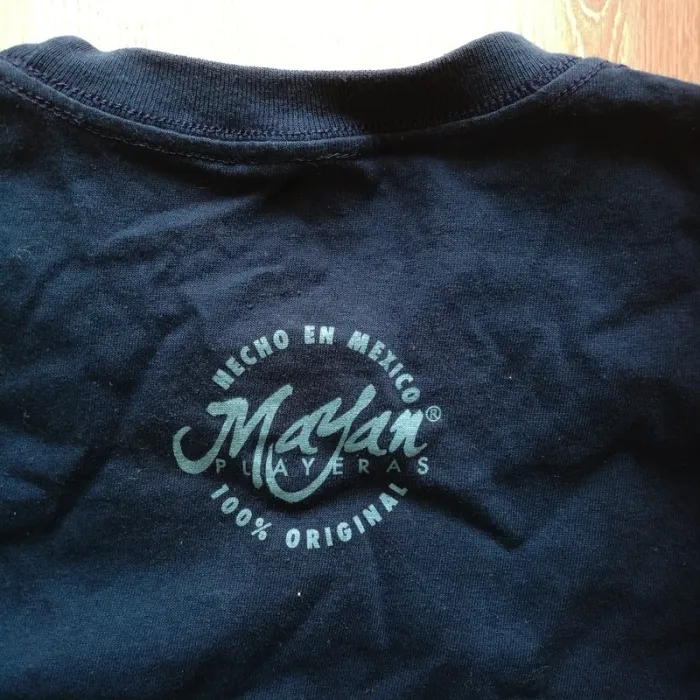 HECHO EN MEXICO
Mayan®
PLAYERAS
100% ORIGINAL